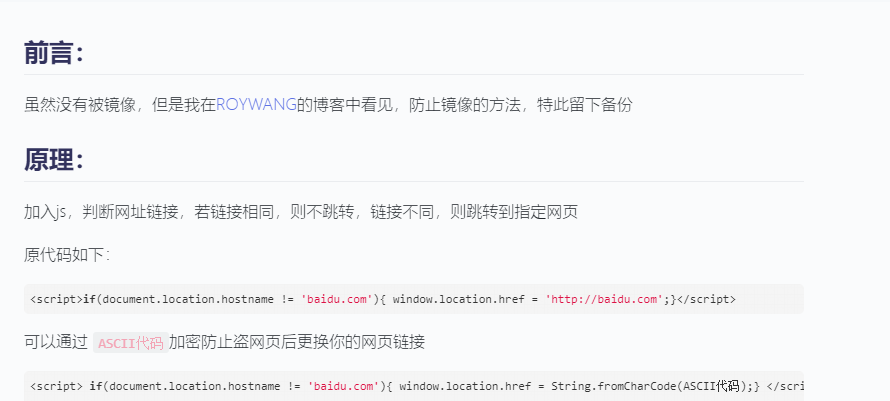 前言：
虽然没有被镜像，但是我在ROYWANG的博客中看见，防止镜像的方法，特此留下备份
原理：
加入js，判断网址链接，若链接相同，则不跳转，链接不同，则跳转到指定网页
原代码如下：
<script>if(document.location.hostname != 'baidu.com'){ window.location.href = 'http://baidu.com';}</script>
可以通过 ASCII代码 加密防止盗网页后更换你的网页链接
<script> if(document.location.hostname != 'baidu.com'){ window.location.href = String.fromCharCode(ASCII代码);} </scri